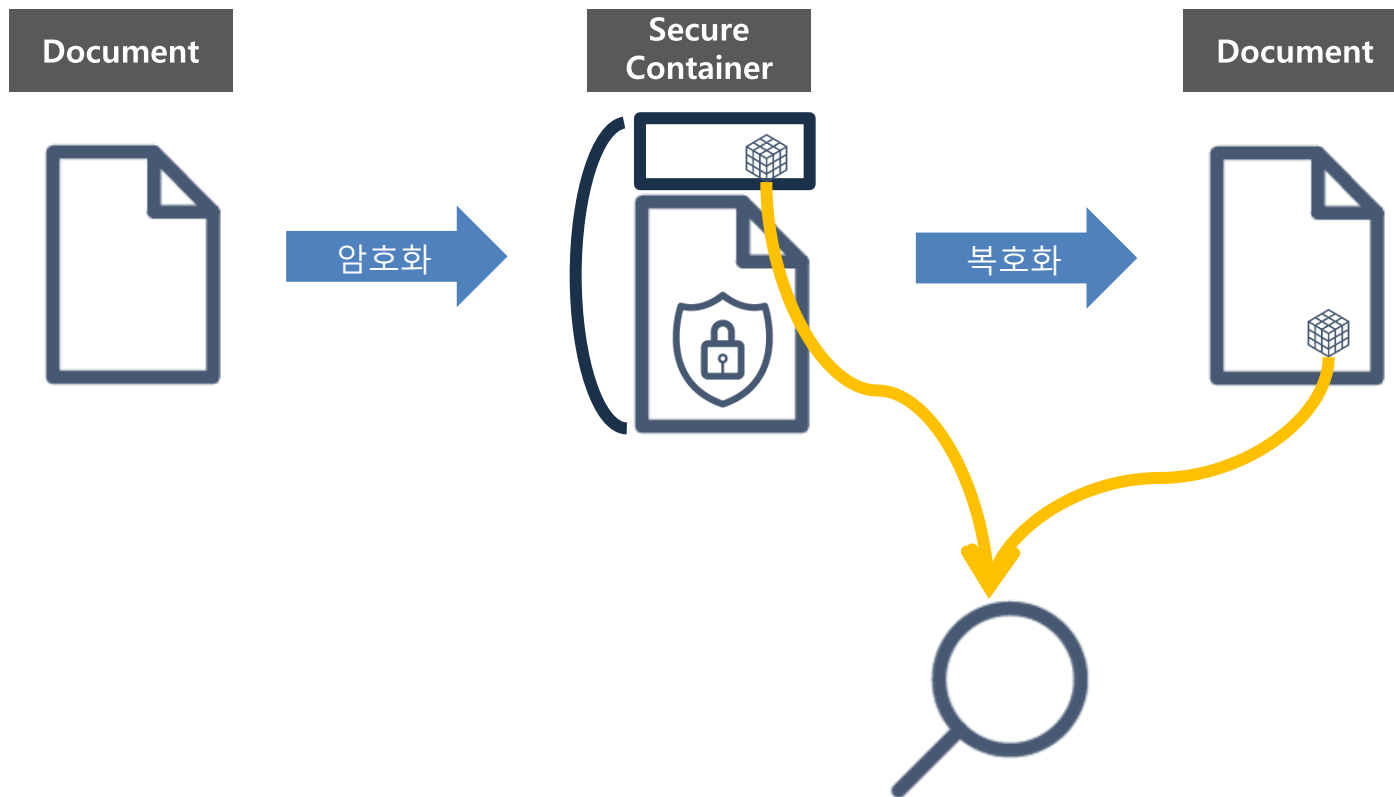 Document
Secure
Container
Document
암호화
복호화